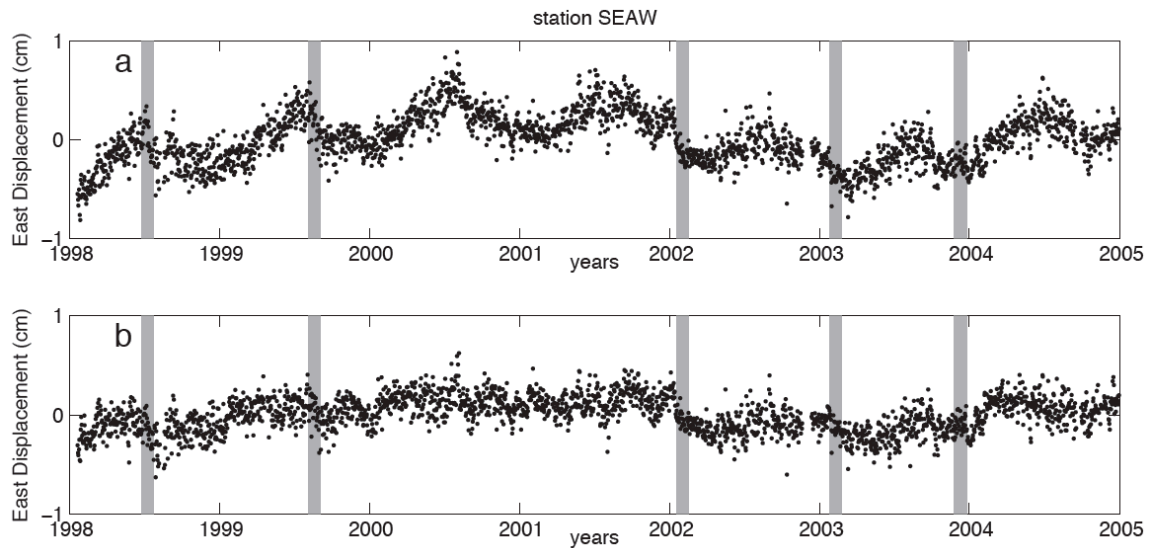 station SEAW
a
East Displacement (cm)
1
0
−1
1998 1999 2000 2001 2002 2003 2004 2005
years
b
East Displacement (cm)
1
0
−1
1998 1999 2000 2001 2002 2003 2004 2005
years